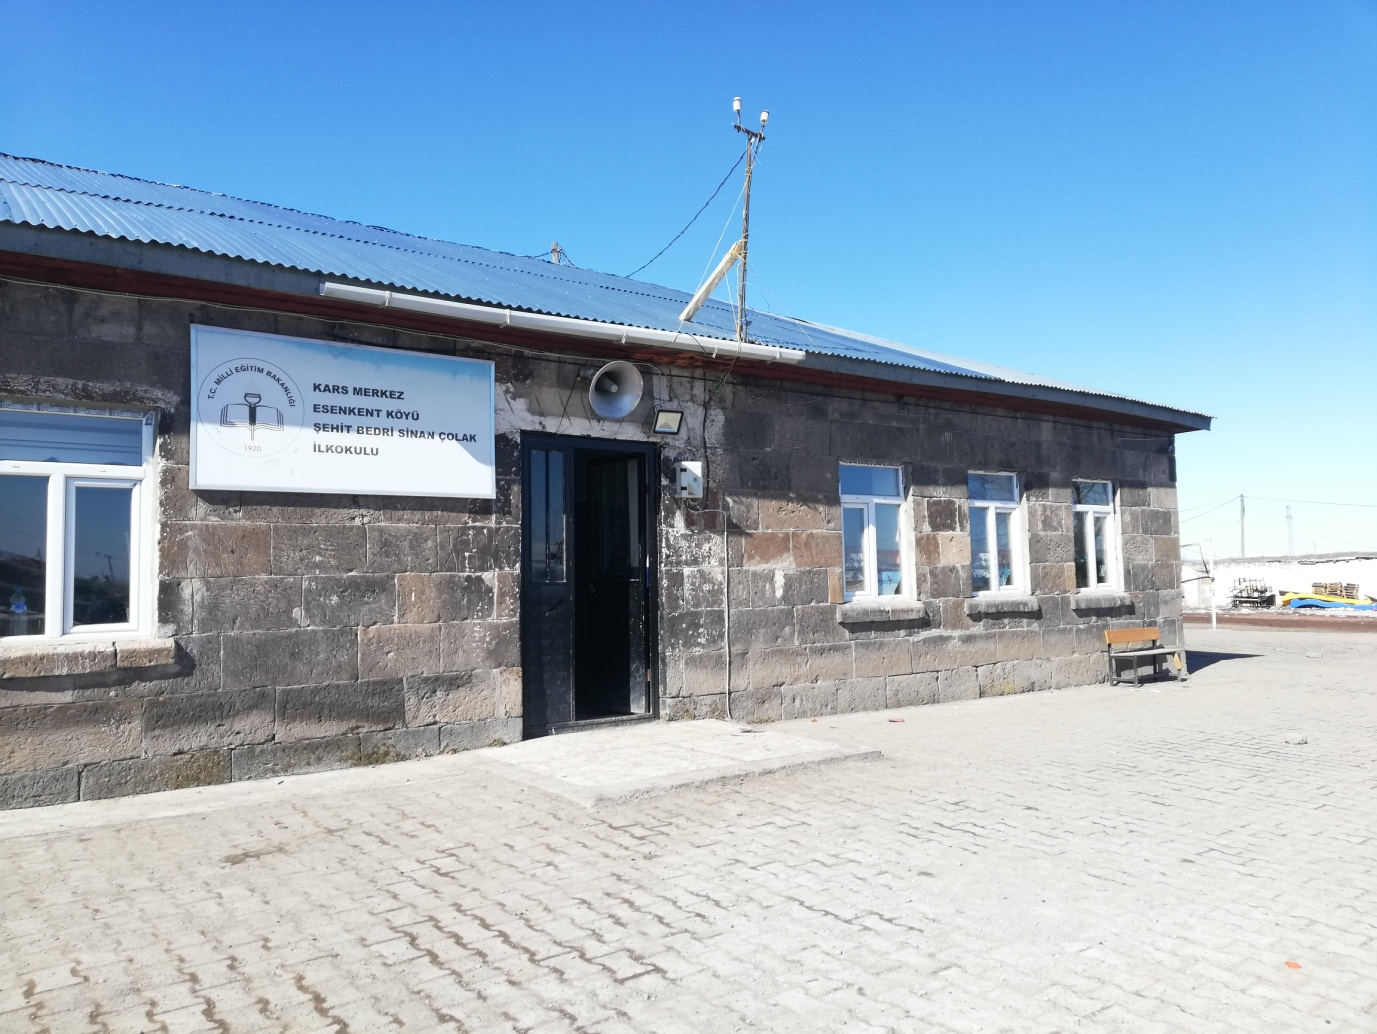 T.C. MİLLİ EĞİTİM BAKANLIĞI
1920
KARS MERKEZ
ESENKENT KÖYÜ
ŞEHİT BEDRİ SİNAN ÇOLAK
İLKOKULU